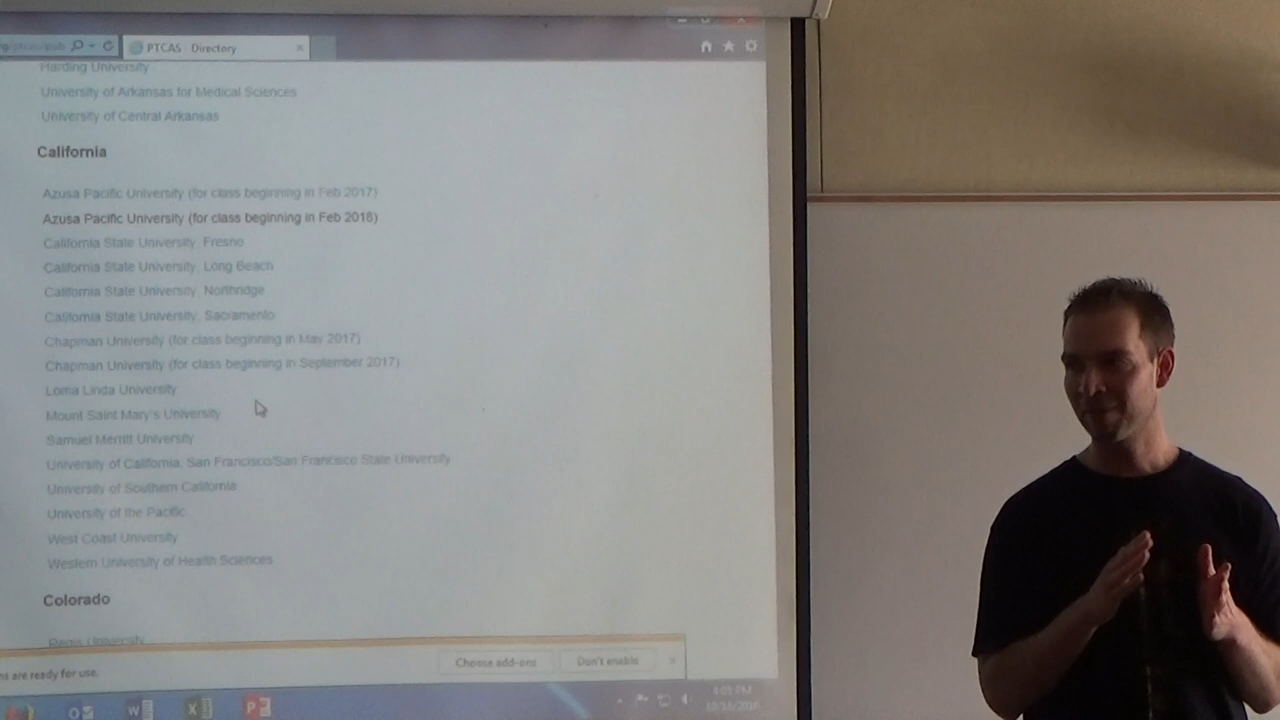 PTCAS - Directory
Harding University
University of Arkansas for Medical Sciences
University of Central Arkansas
California
Azusa Pacific University (for class beginning in Feb 2017)
Azusa Pacific University (for class beginning in Feb 2018)
California State University, Fresno
California State University, Long Beach
California State University, Northridge
California State University, Sacramento
Chapman University (for class beginning in May 2017)
Chapman University (for class beginning in September 2017)
Loma Linda University
Mount Saint Mary's University
Samuel Merritt University
University of California, San Francisco/San Francisco State University
University of Southern California
University of the Pacific
West Coast University
Western University of Health Sciences
Colorado
Regis University
are ready for use.
Choose add-ons
Don't enable
4:05 PM